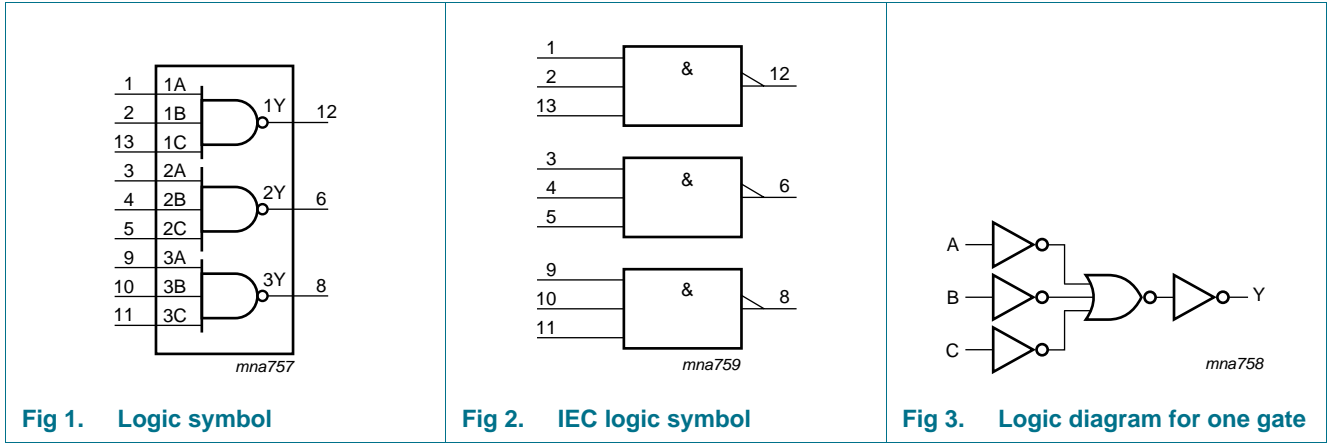 1 1A
1Y 12
2 1B
13 1C
3 2A
2Y 6
4 2B
5 2C
9 3A
3Y 8
10 3B
11 3C
mna757
Fig 1. Logic symbol
1
&
2
12
13
3
&
4
6
5
9
&
10
8
11
mna759
Fig 2. IEC logic symbol
A
B
Y
C
mna758
Fig 3. Logic diagram for one gate